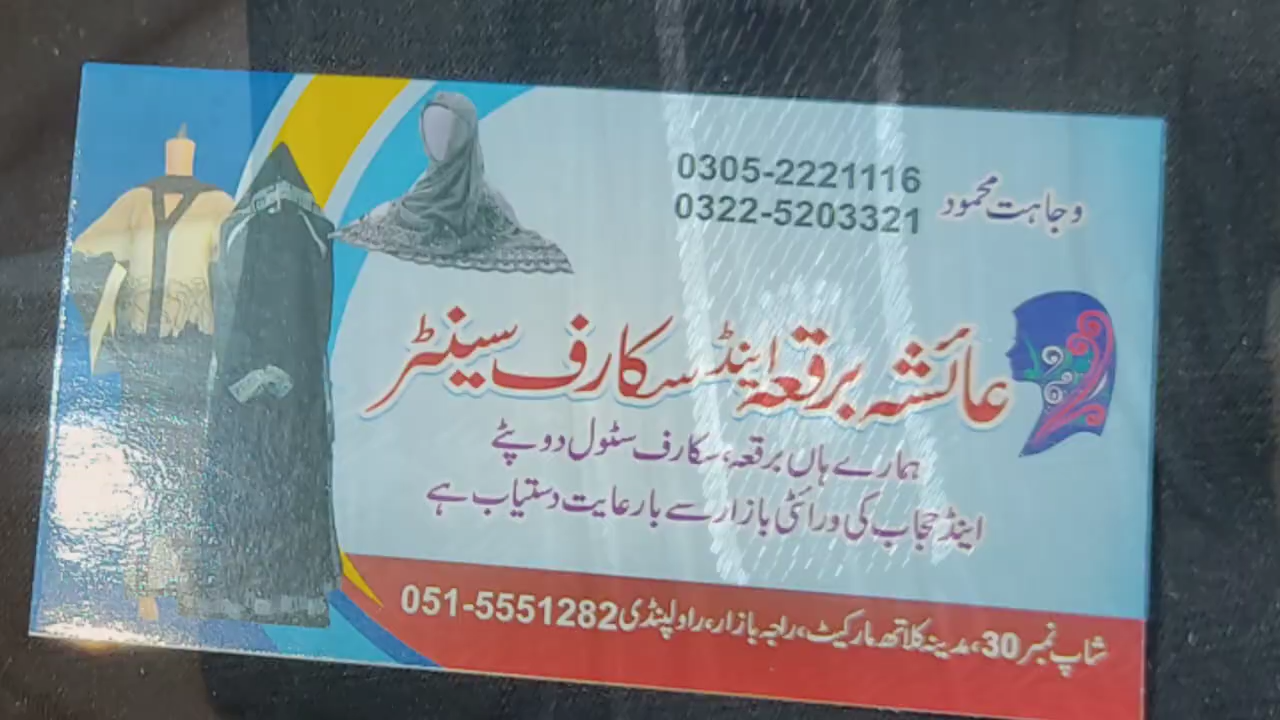 0305-2221116
0322-5203321
وجاہت محمود
عائشہ برقعہ اینڈ سکارف سینٹر
ہمارے ہاں برقعہ، سکارف سٹول دوپٹے
اینڈ حجاب کی ورائٹی بازار سے بارعایت دستیاب ہے
شاپ نمبر 30، مدینہ کلاتھ مارکیٹ، راجہ بازار، راولپنڈی 051-5551282